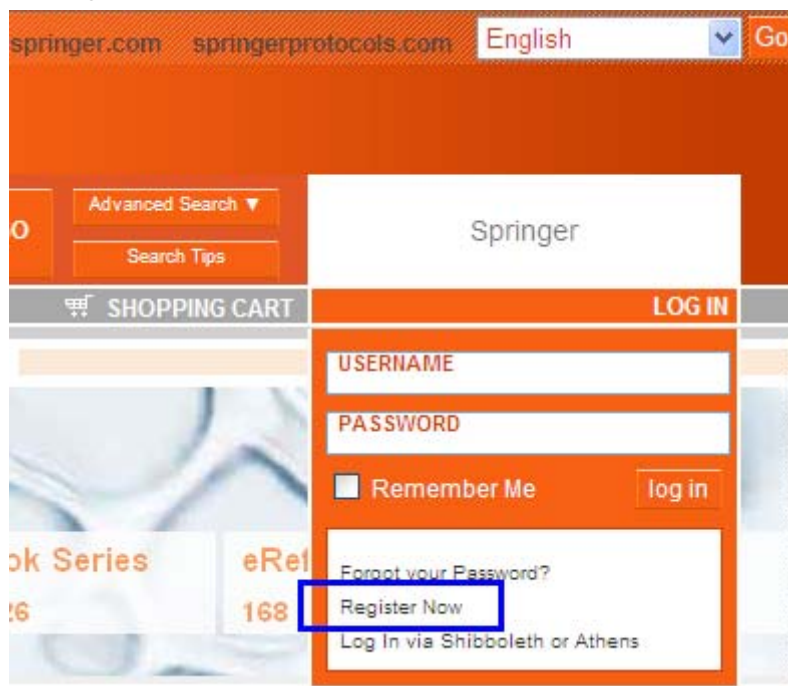 springer.com springerprotocols.com English Go
Advanced Search ▼
Search Tips
Springer
SHOPPING CART
LOG IN
USERNAME
PASSWORD
Remember Me log in
Series
168
Forgot your Password?
Register Now
Log In via Shibboleth or Athens